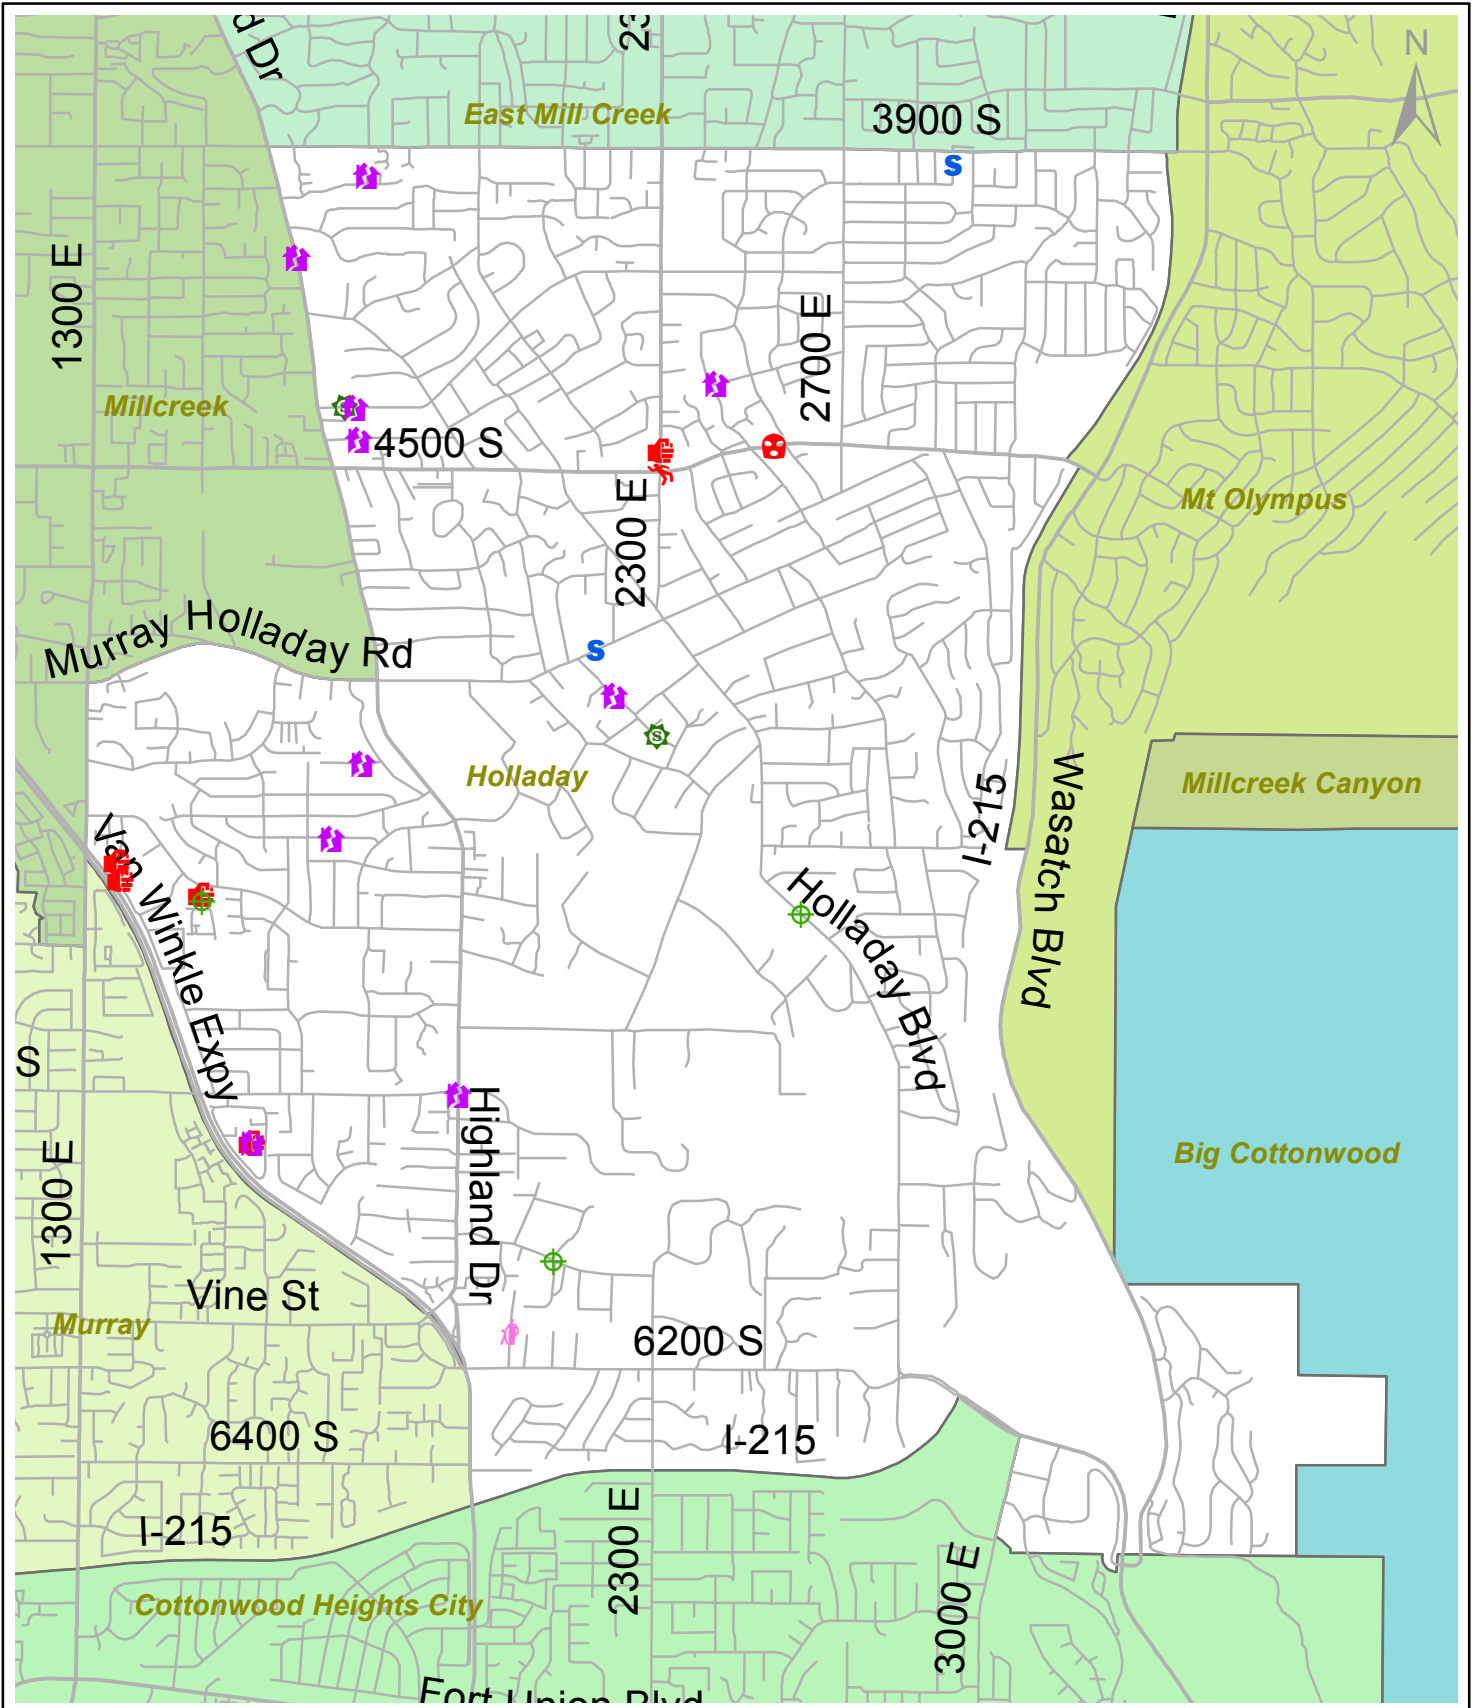 d Dr
23
N
East Mill Creek
3900 S
S
1300 E
2700 E
Millcreek
S
4500 S
2300 E
Mt Olympus
Murray Holladay Rd
S
S
Holladay
I-215
Wasatch Blvd
Millcreek Canyon
Van Winkle Expy
Holladay Blvd
S
Highland Dr
1300 E
Big Cottonwood
Vine St
Murray
6200 S
6400 S
I-215
I-215
2300 E
3000 E
Cottonwood Heights City
Fort Union Blvd